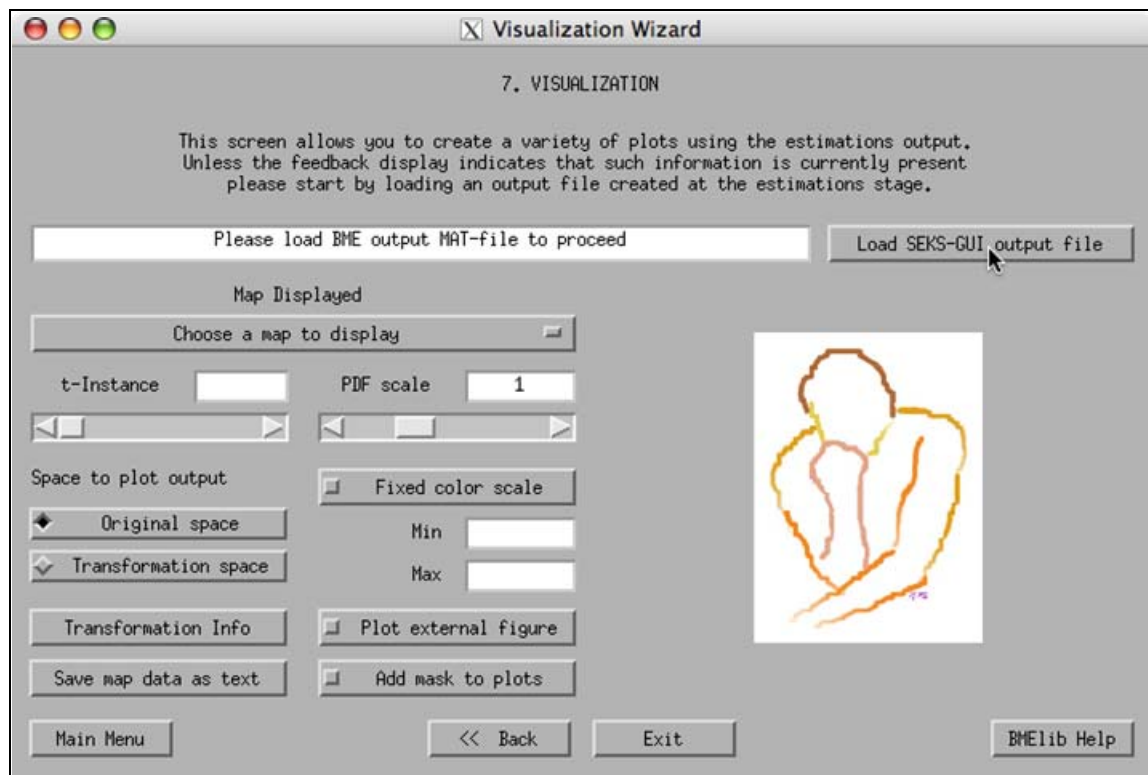 Visualization Wizard
7. VISUALIZATION
This screen allows you to create a variety of plots using the estimations output.
Unless the feedback display indicates that such information is currently present
please start by loading an output file created at the estimations stage.
Please load BME output MAT-file to proceed
Load SEKS-GUI output file
Map Displayed
Choose a map to display
t-Instance
PDF scale
1
Space to plot output
Original space
Transformation space
Fixed color scale
Min
Max
Transformation Info
Plot external figure
Save map data as text
Add mask to plots
Main Menu
<< Back
Exit
BMElib Help